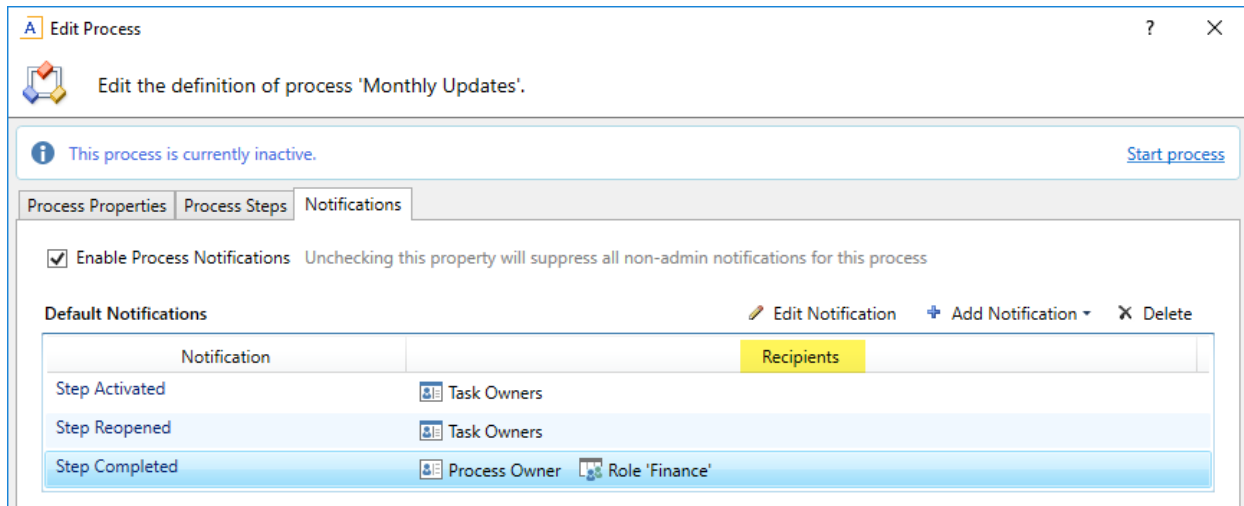 A Edit Process ?
Edit the definition of process 'Monthly Updates'.
This process is currently inactive. Start process
Process Properties Process Steps Notifications
Enable Process Notifications Unchecking this property will suppress all non-admin notifications for this process
Default Notifications Edit Notification Add Notification Delete
Notification Recipients
Step Activated Task Owners
Step Reopened Task Owners
Step Completed Process Owner Role 'Finance'